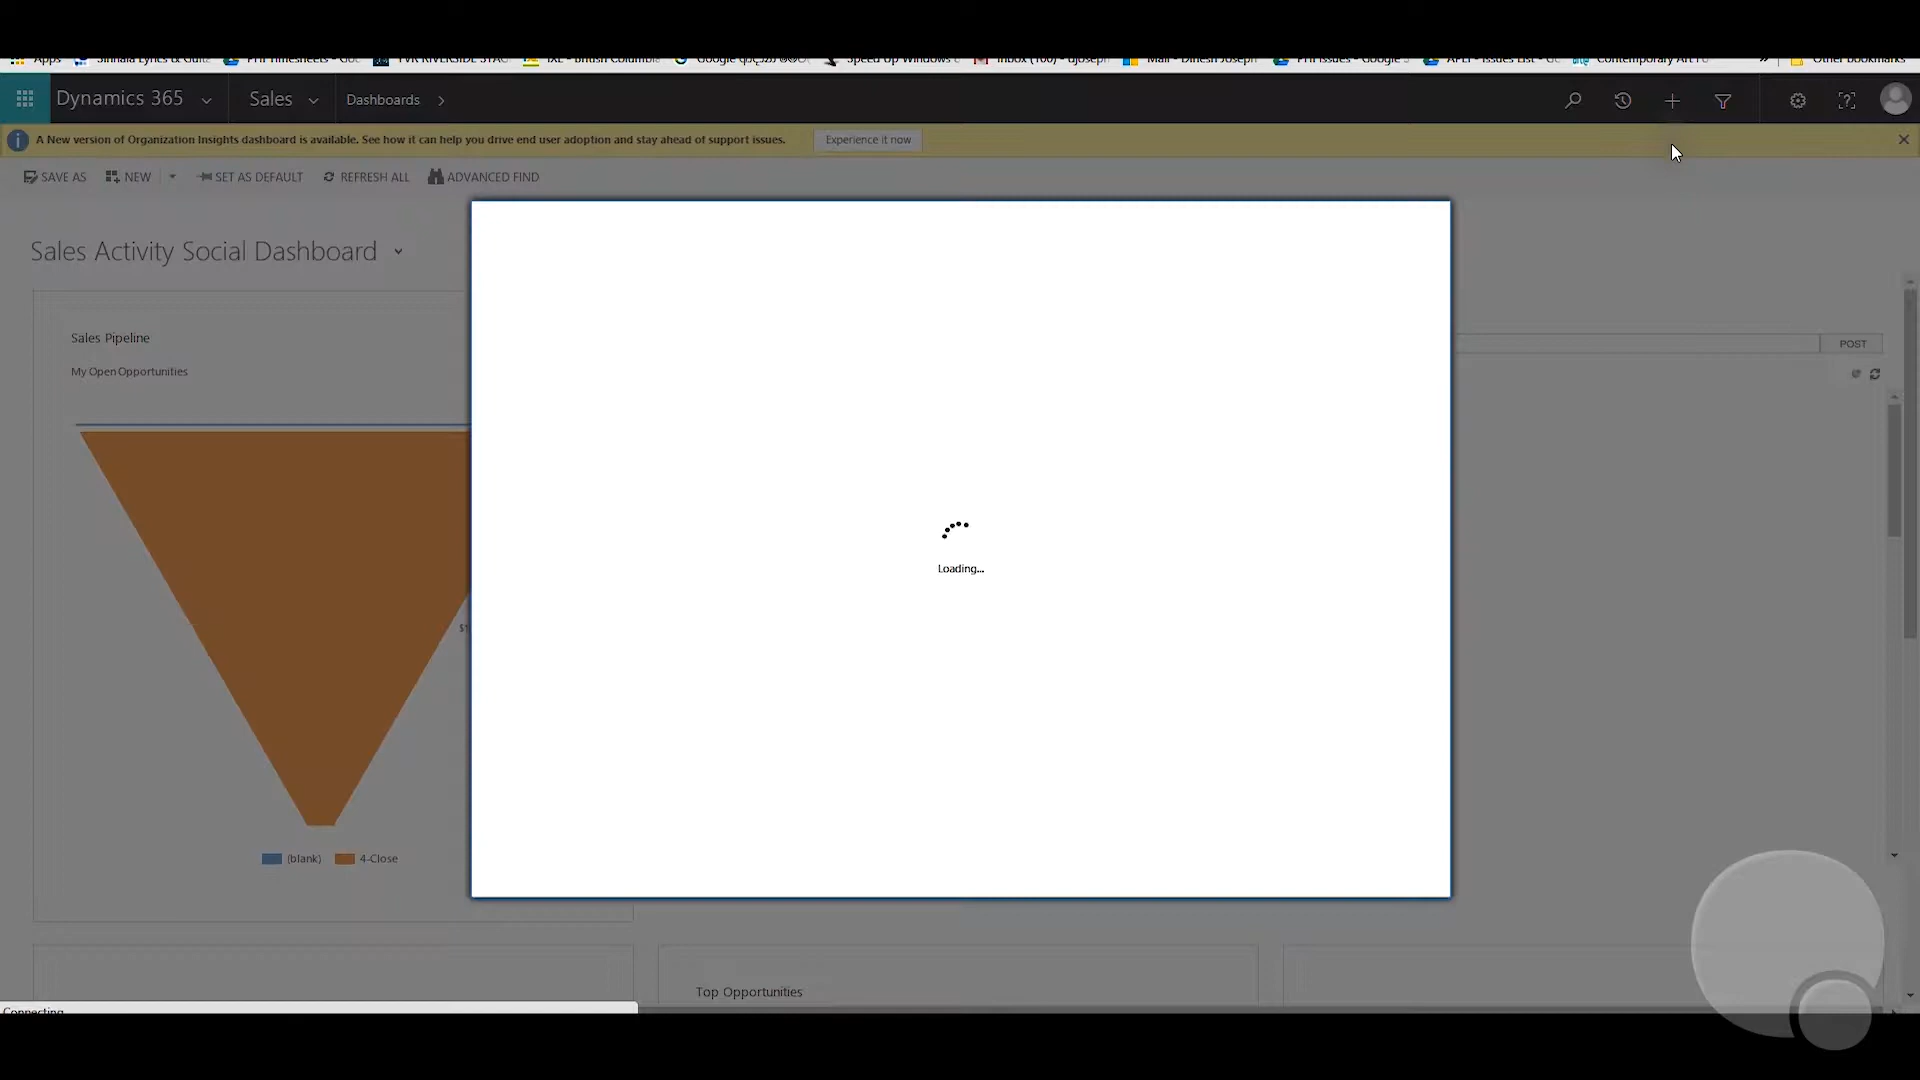 Apps
Dynamics 365
Sales
Dashboards
A New version of Organization Insights dashboard is available. See how it can help you drive end user adoption and stay ahead of support issues.
Experience it now
SAVE AS
NEW
SET AS DEFAULT
REFRESH ALL
ADVANCED FIND
Sales Activity Social Dashboard
Sales Pipeline
POST
My Open Opportunities
Loading...
(blank)
4-Close
Top Opportunities
Connecting